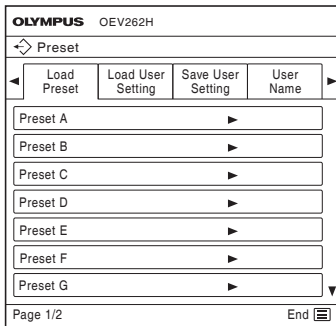 OLYMPUS OEV262H
Preset
Load Preset
Load User Setting
Save User Setting
User Name
Preset A
Preset B
Preset C
Preset D
Preset E
Preset F
Preset G
Page 1/2 End